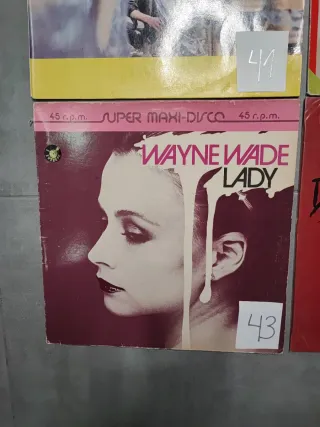 41
45 r.p.m. SUPER MAXI-DISCO 45 r.p.m.
WAYNE WADE
LADY
43